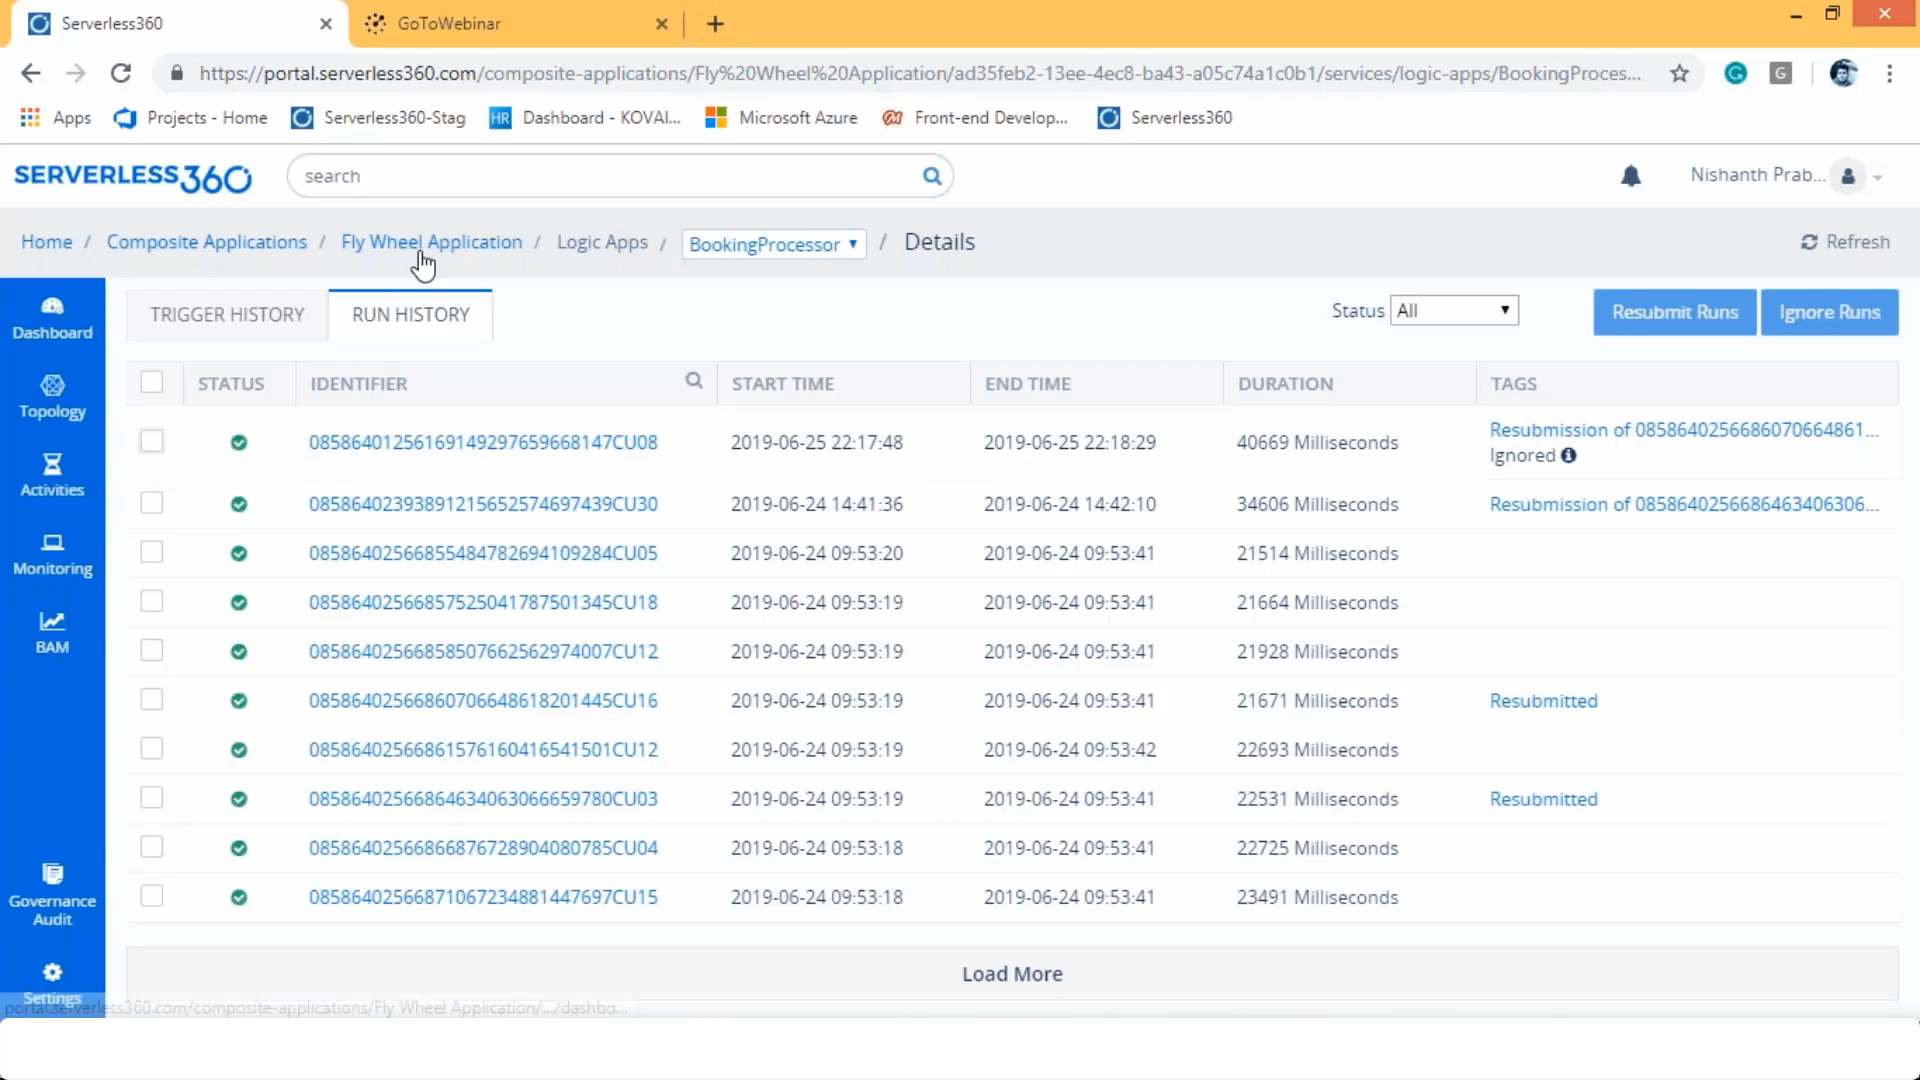 Serverless360
GoToWebinar
https://portal.serverless360.com/composite-applications/Fly%20Wheel%20Application/ad35feb2-13ee-4ec8-ba43-a05c74a1c0b1/services/logic-apps/BookingProces...
G
G
Apps
Projects - Home
Serverless360-Stag
HR
Dashboard - KOVAI...
Microsoft Azure
Front-end Develop...
Serverless360
SERVERLESS360
search
Nishanth Prab...
Home / Composite Applications / Fly Wheel Application / Logic Apps / BookingProcessor / Details
Refresh
Dashboard
Topology
Activities
Monitoring
BAM
Governance
Audit
Settings
TRIGGER HISTORY
RUN HISTORY
Status All
Resubmit Runs
Ignore Runs
STATUS IDENTIFIER START TIME END TIME DURATION TAGS
08586401256169149297659668147CU08 2019-06-25 22:17:48 2019-06-25 22:18:29 40669 Milliseconds Resubmission of 0858640256686070664861...
Ignored
08586402393891215652574697439CU30 2019-06-24 14:41:36 2019-06-24 14:42:10 34606 Milliseconds Resubmission of 0858640256686463406306...
08586402566855484782694109284CU05 2019-06-24 09:53:20 2019-06-24 09:53:41 21514 Milliseconds
08586402566857525041787501345CU18 2019-06-24 09:53:19 2019-06-24 09:53:41 21664 Milliseconds
08586402566858507662562974007CU12 2019-06-24 09:53:19 2019-06-24 09:53:41 21928 Milliseconds
08586402566860706648618201445CU16 2019-06-24 09:53:19 2019-06-24 09:53:41 21671 Milliseconds Resubmitted
08586402566861576160416541501CU12 2019-06-24 09:53:19 2019-06-24 09:53:42 22693 Milliseconds
08586402566864634063066659780CU03 2019-06-24 09:53:19 2019-06-24 09:53:41 22531 Milliseconds Resubmitted
08586402566866876728904080785CU04 2019-06-24 09:53:18 2019-06-24 09:53:41 22725 Milliseconds
08586402566871067234881447697CU15 2019-06-24 09:53:18 2019-06-24 09:53:41 23491 Milliseconds
Load More
portal.serverless360.com/composite-applications/Fly Wheel Application/.../dashbo...